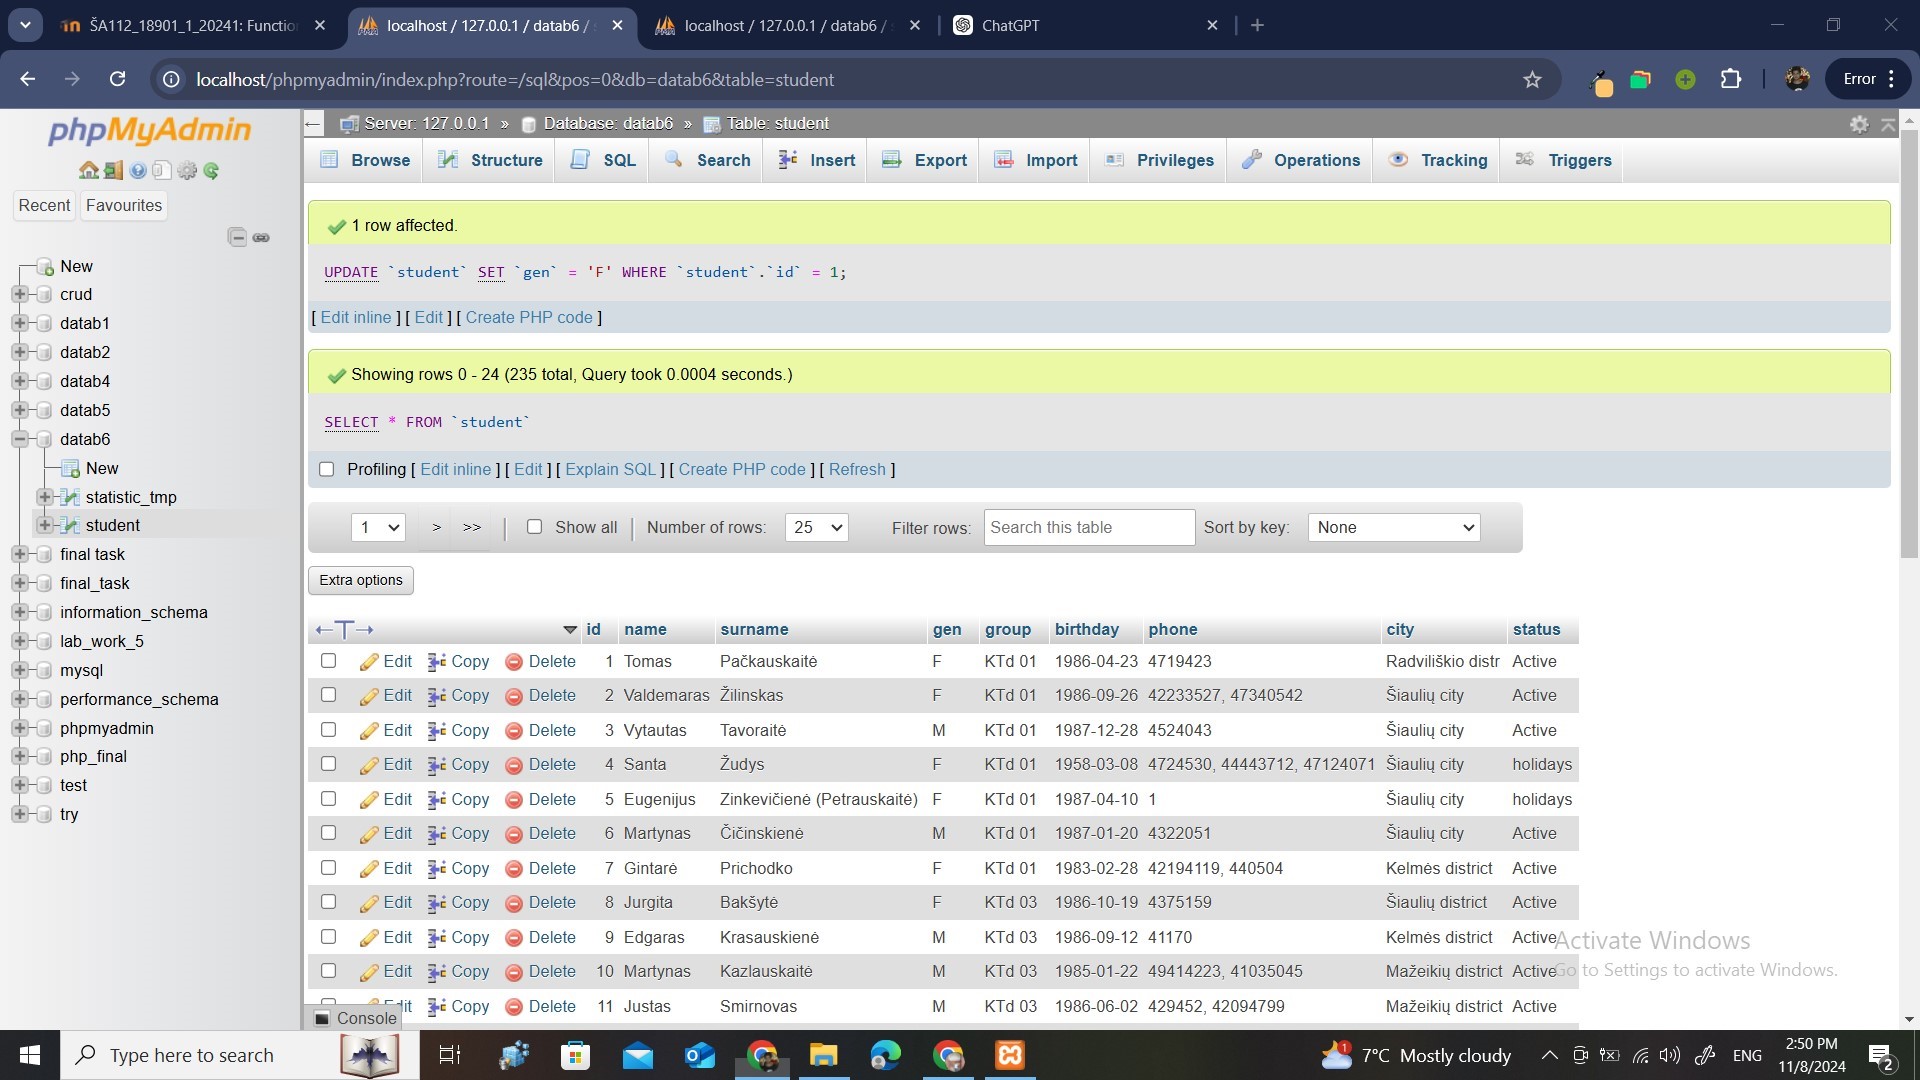 ŠA112_18901_1_20241: Functio
localhost / 127.0.0.1 / datab6 /
localhost / 127.0.0.1 / datab6 /
ChatGPT
localhost/phpmyadmin/index.php?route=/sql&pos=0&db=datab6&table=student
Error
phpMyAdmin
Recent
Favourites
New
crud
datab1
datab2
datab4
datab5
datab6
New
statistic_tmp
student
final task
final_task
information_schema
lab_work_5
mysql
performance_schema
phpmyadmin
php_final
test
try
Server: 127.0.0.1 » Database: datab6 » Table: student
Browse Structure SQL Search Insert Export Import Privileges Operations Tracking Triggers
1 row affected.
UPDATE `student` SET `gen` = 'F' WHERE `student`.`id` = 1;
[ Edit inline ] [ Edit ] [ Create PHP code ]
Showing rows 0 - 24 (235 total, Query took 0.0004 seconds.)
SELECT * FROM `student`
Profiling [ Edit inline ] [ Edit ] [ Explain SQL ] [ Create PHP code ] [ Refresh ]
1 > >> | Show all | Number of rows: 25 Filter rows: Search this table Sort by key: None
Extra options
←T→ id name surname gen group birthday phone city status
Edit Copy Delete 1 Tomas Pačkauskaitė F KTd 01 1986-04-23 4719423 Radviliškio distr Active
Edit Copy Delete 2 Valdemaras Žilinskas F KTd 01 1986-09-26 42233527, 47340542 Šiaulių city Active
Edit Copy Delete 3 Vytautas Tavoraitė M KTd 01 1987-12-28 4524043 Šiaulių city Active
Edit Copy Delete 4 Santa Žudys F KTd 01 1958-03-08 4724530, 44443712, 47124071 Šiaulių city holidays
Edit Copy Delete 5 Eugenijus Zinkevičienė (Petrauskaitė) F KTd 01 1987-04-10 1 Šiaulių city holidays
Edit Copy Delete 6 Martynas Čičinskienė M KTd 01 1987-01-20 4322051 Šiaulių city Active
Edit Copy Delete 7 Gintarė Prichodko F KTd 01 1983-02-28 42194119, 440504 Kelmės district Active
Edit Copy Delete 8 Jurgita Bakšytė F KTd 03 1986-10-19 4375159 Šiaulių district Active
Edit Copy Delete 9 Edgaras Krasauskienė M KTd 03 1986-09-12 41170 Kelmės district Active
Edit Copy Delete 10 Martynas Kazlauskaitė M KTd 03 1985-01-22 49414223, 41035045 Mažeikių district Active
Edit Copy Delete 11 Justas Smirnovas M KTd 03 1986-06-02 429452, 42094799 Mažeikių district Active
Console
Activate Windows
Go to Settings to activate Windows.
Type here to search
1
7°C Mostly cloudy
ENG
2:50 PM
11/8/2024
2